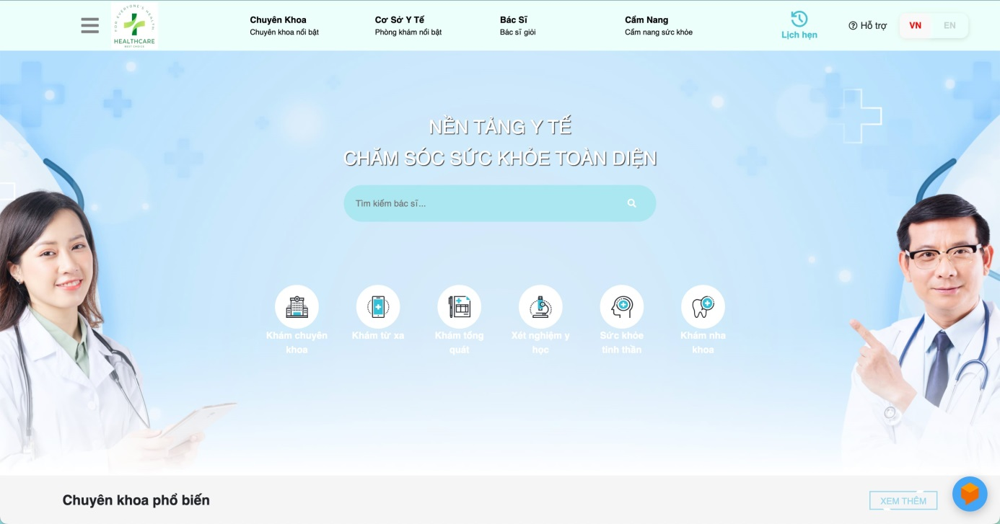 FOR EVERYONE'S HEALTH
HEALTHCARE
BEST CHOICE
Chuyên Khoa
Chuyên khoa nổi bật
Cơ Sở Y Tế
Phòng khám nổi bật
Bác Sĩ
Bác sĩ giỏi
Cẩm Nang
Cẩm nang sức khỏe
Lịch hẹn
Hỗ trợ
VN
EN
NỀN TẢNG Y TẾ
CHĂM SÓC SỨC KHỎE TOÀN DIỆN
Tìm kiếm bác sĩ...
Khám chuyên
khoa
Khám từ xa
Khám tổng
quát
Xét nghiệm y
học
Sức khỏe
tinh thần
Khám nha
khoa
Chuyên khoa phổ biến
XEM THÊM